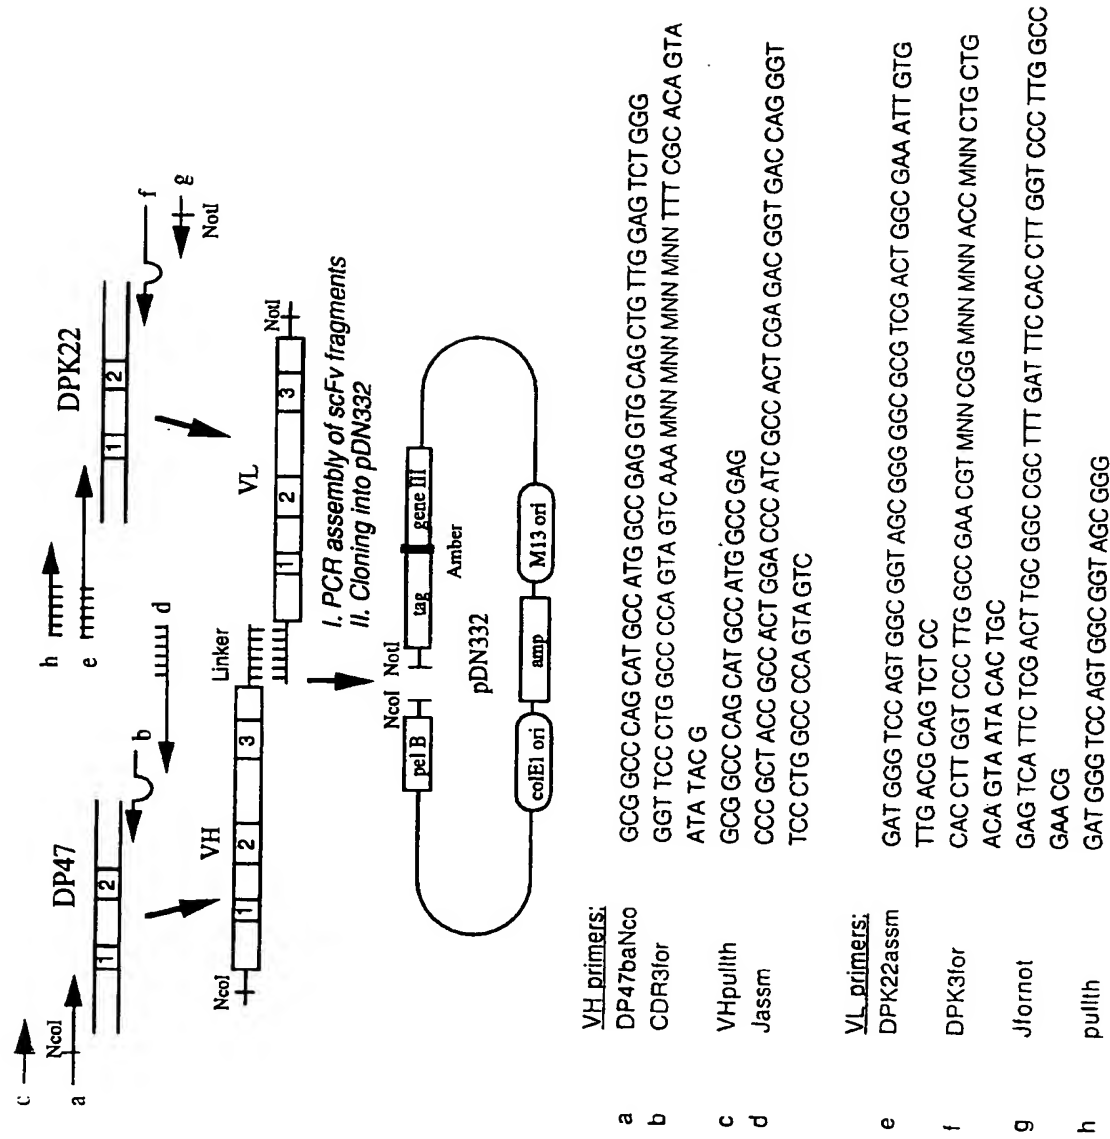 c
NcoI
a
DP47
1
2
b
d
h
e
DPK22
1
2
f
g
NotI
VH
NcoI
1
2
3
Linker
VL
1
2
3
NotI
I. PCR assembly of scFv fragments
II. Cloning into pDN332
pel B
NcoI
NotI
tag
gene III
Amber
pDN332
colE1 ori
amp
M13 ori
VH primers:
a DP47baNco GCG GCC CAG CAT GCC ATG GCC GAG GTG CAG CTG TTG GAG TCT GGG
b CDR3for GGT TCC CTG GCC CCA GTA GTC AAA MNN MNN MNN MNN TTT CGC ACA GTA
ATA TAC G
c VHpullth GCG GCC CAG CAT GCC ATG GCC GAG
d Jassm CCC GCT ACC GCC ACT GGA CCC ATC GCC ACT CGA GAC GGT GAC CAG GGT
TCC CTG GCC CCA GTA GTC
VL primers:
e DPK22assm GAT GGG TCC AGT GGC GGT AGC GGG GGC GCG TCG ACT GGC GAA ATT GTG
TTG ACG CAG TCT CC
f DPK3for CAC CTT GGT CCC TTG GCC GAA CGT MNN CGG MNN MNN ACC MNN CTG CTG
ACA GTA ATA CAC TGC
g Jfornot GAG TCA TTC TCG ACT TGC GGC CGC TTT GAT TTC CAC CTT GGT CCC TTG GCC
GAA CG
h pullth GAT GGG TCC AGT GGC GGT AGC GGG